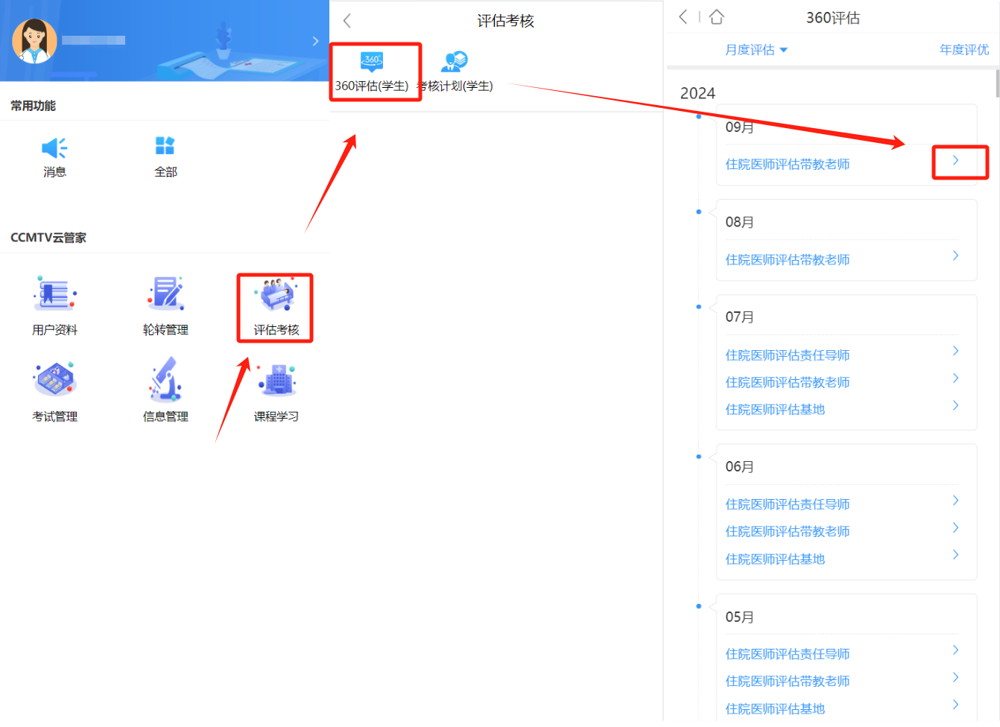 常用功能
消息
全部
CCMTV云管家
用户资料
轮转管理
评估考核
考试管理
信息管理
课程学习
评估考核
360°
360评估(学生)
考核计划(学生)
360评估
月度评估
年度评优
2024
09月
住院医师评估带教老师
08月
住院医师评估带教老师
07月
住院医师评估责任导师
住院医师评估带教老师
住院医师评估基地
06月
住院医师评估责任导师
住院医师评估带教老师
住院医师评估基地
05月
住院医师评估责任导师
住院医师评估带教老师
住院医师评估基地